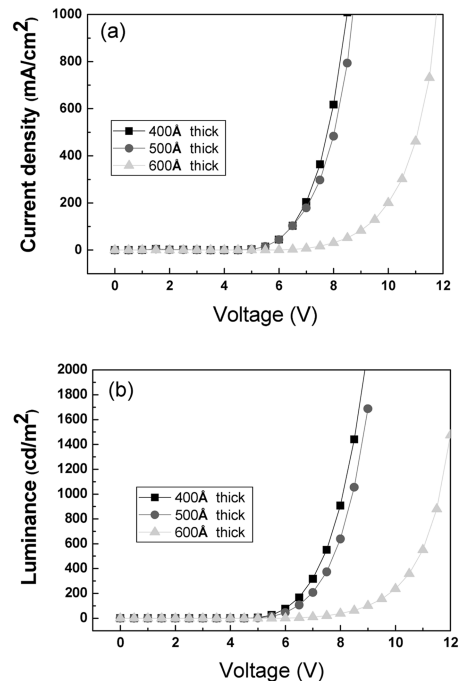 (a)
1000
800
600
400
200
0
Current density (mA/cm²)
400Å thick
500Å thick
600Å thick
0 2 4 6 8 10 12
Voltage (V)
(b)
2000
1800
1600
1400
1200
1000
800
600
400
200
0
Luminance (cd/m²)
400Å thick
500Å thick
600Å thick
0 2 4 6 8 10 12
Voltage (V)